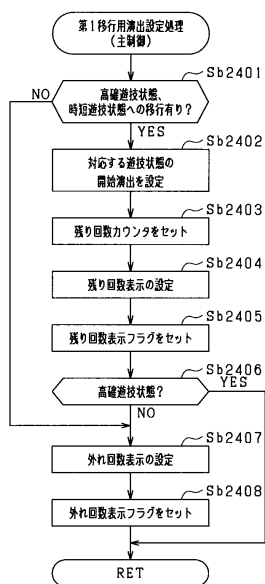 第1移行用演出設定処理
(主制御)
Sb2401
高確遊技状態、
時短遊技状態への移行有り?
NO
YES
Sb2402
対応する遊技状態の
開始演出を設定
Sb2403
残り回数カウンタをセット
Sb2404
残り回数表示の設定
Sb2405
残り回数表示フラグをセット
Sb2406
高確遊技状態?
YES
NO
Sb2407
外れ回数表示の設定
Sb2408
外れ回数表示フラグをセット
RET